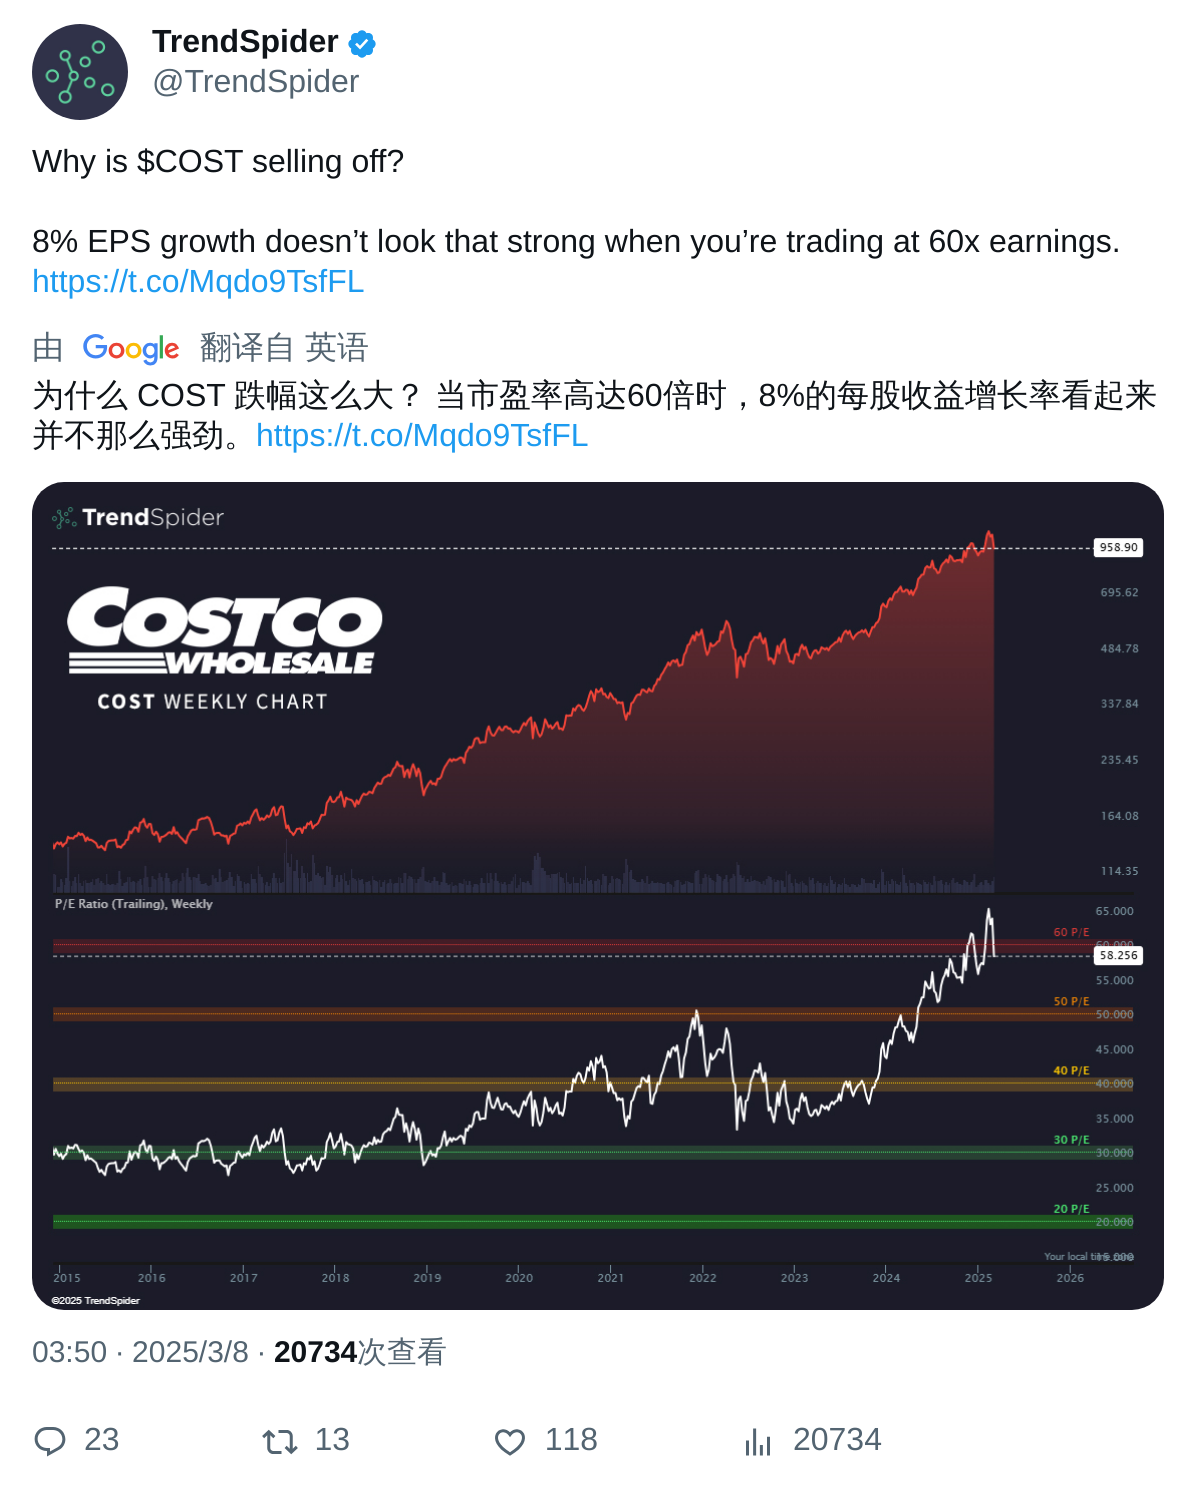 TrendSpider
@TrendSpider
Why is $COST selling off?
8% EPS growth doesn’t look that strong when you’re trading at 60x earnings.
https://t.co/Mqdo9TsfFL
由 Google 翻译自 英语
为什么 COST 跌幅这么大？ 当市盈率高达60倍时，8%的每股收益增长率看起来
并不那么强劲。https://t.co/Mqdo9TsfFL
TrendSpider
958.90
695.62
COSTCO
WHOLESALE
484.78
COST WEEKLY CHART
337.84
235.45
164.08
114.35
P/E Ratio (Trailing), Weekly
65.000
60 P/E
60.000
58.256
55.000
50 P/E
50.000
45.000
40 P/E
40.000
35.000
30 P/E
30.000
25.000
20 P/E
20.000
Your local time zone
15.000
2015 2016 2017 2018 2019 2020 2021 2022 2023 2024 2025 2026
©2025 TrendSpider
03:50 · 2025/3/8 · 20734次查看
23 13 118 20734